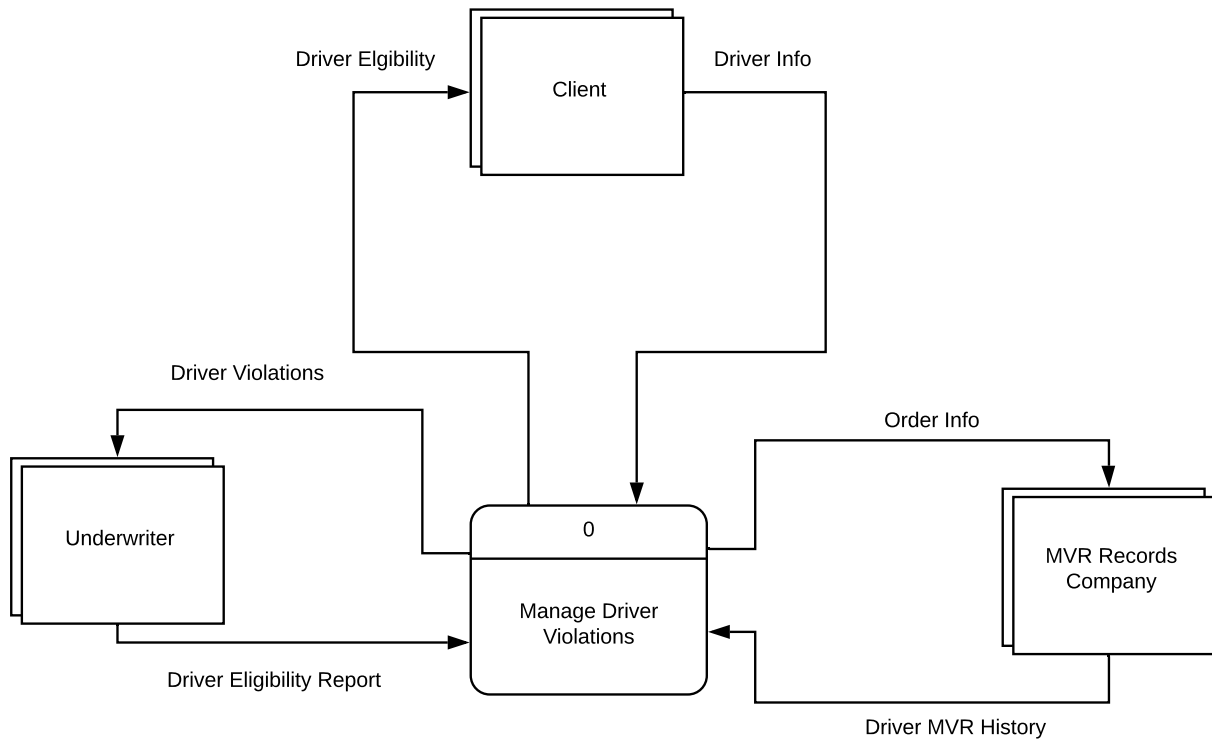 Driver Elgibility
Driver Info
Client
Driver Violations
Order Info
Underwriter
0
MVR Records
Company
Manage Driver
Violations
Driver Eligibility Report
Driver MVR History